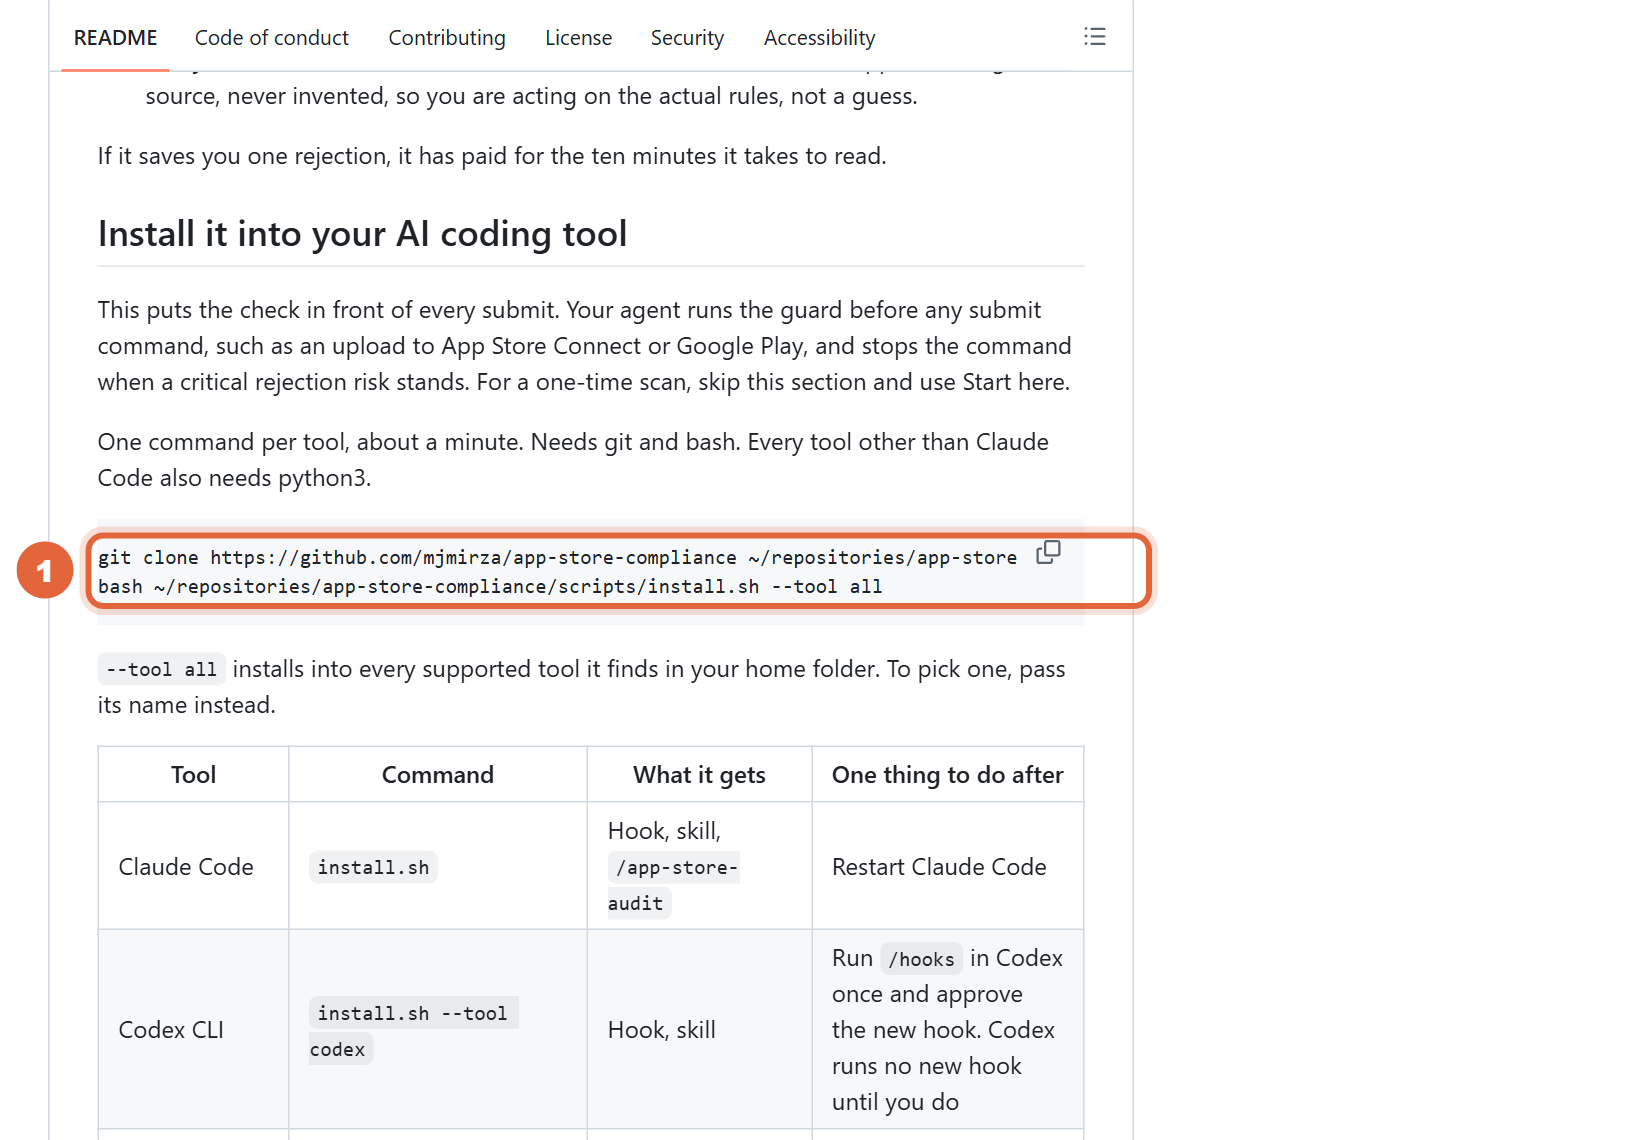 README Code of conduct Contributing License Security Accessibility
source, never invented, so you are acting on the actual rules, not a guess.
If it saves you one rejection, it has paid for the ten minutes it takes to read.
Install it into your AI coding tool
This puts the check in front of every submit. Your agent runs the guard before any submit
command, such as an upload to App Store Connect or Google Play, and stops the command
when a critical rejection risk stands. For a one-time scan, skip this section and use Start here.
One command per tool, about a minute. Needs git and bash. Every tool other than Claude
Code also needs python3.
1
git clone https://github.com/mjmirza/app-store-compliance ~/repositories/app-store
bash ~/repositories/app-store-compliance/scripts/install.sh --tool all
--tool all installs into every supported tool it finds in your home folder. To pick one, pass
its name instead.
Tool Command What it gets One thing to do after
Claude Code install.sh Hook, skill, /app-store-audit Restart Claude Code
Codex CLI install.sh --tool codex Hook, skill Run /hooks in Codex
once and approve
the new hook. Codex
runs no new hook
until you do